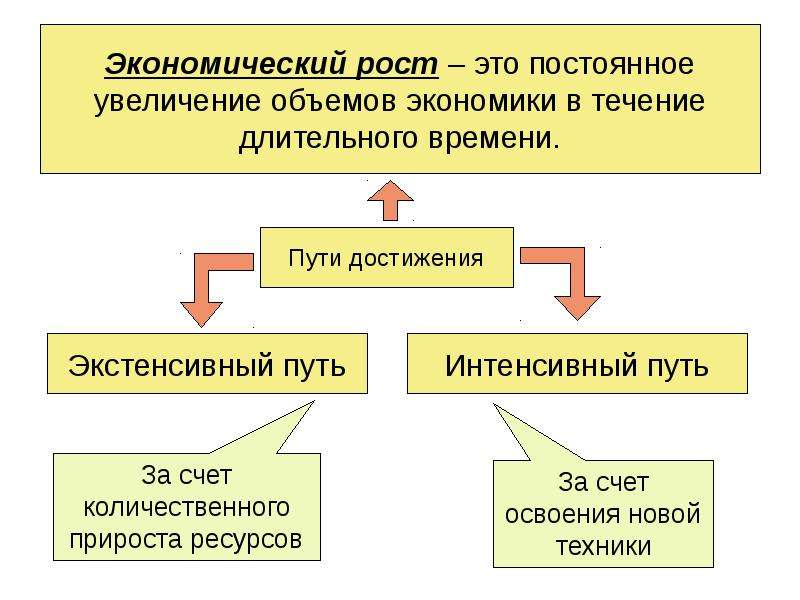 Экономический рост – это постоянное
увеличение объемов экономики в течение
длительного времени.
Пути достижения
Экстенсивный путь
Интенсивный путь
За счет
количественного
прироста ресурсов
За счет
освоения новой
техники